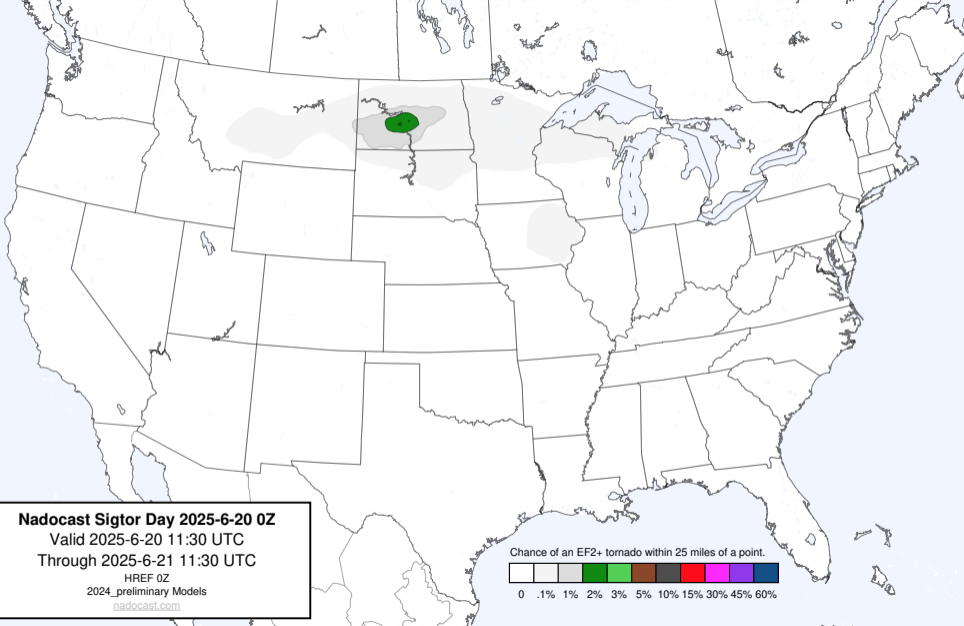 Nadocast Sigtor Day 2025-6-20 0Z
Valid 2025-6-20 11:30 UTC
Through 2025-6-21 11:30 UTC
HREF 0Z
2024_preliminary Models
nadocast.com
Chance of an EF2+ tornado within 25 miles of a point.
0 .1% 1% 2% 3% 5% 10% 15% 30% 45% 60%